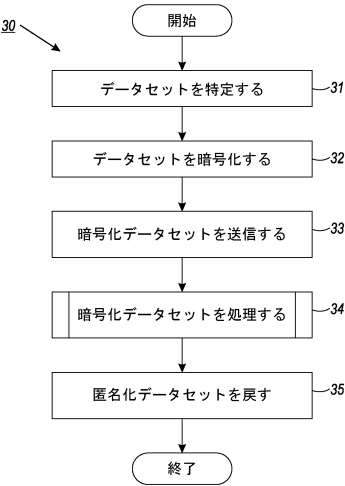 30
開始
データセットを特定する
31
データセットを暗号化する
32
暗号化データセットを送信する
33
暗号化データセットを処理する
34
匿名化データセットを戻す
35
終了